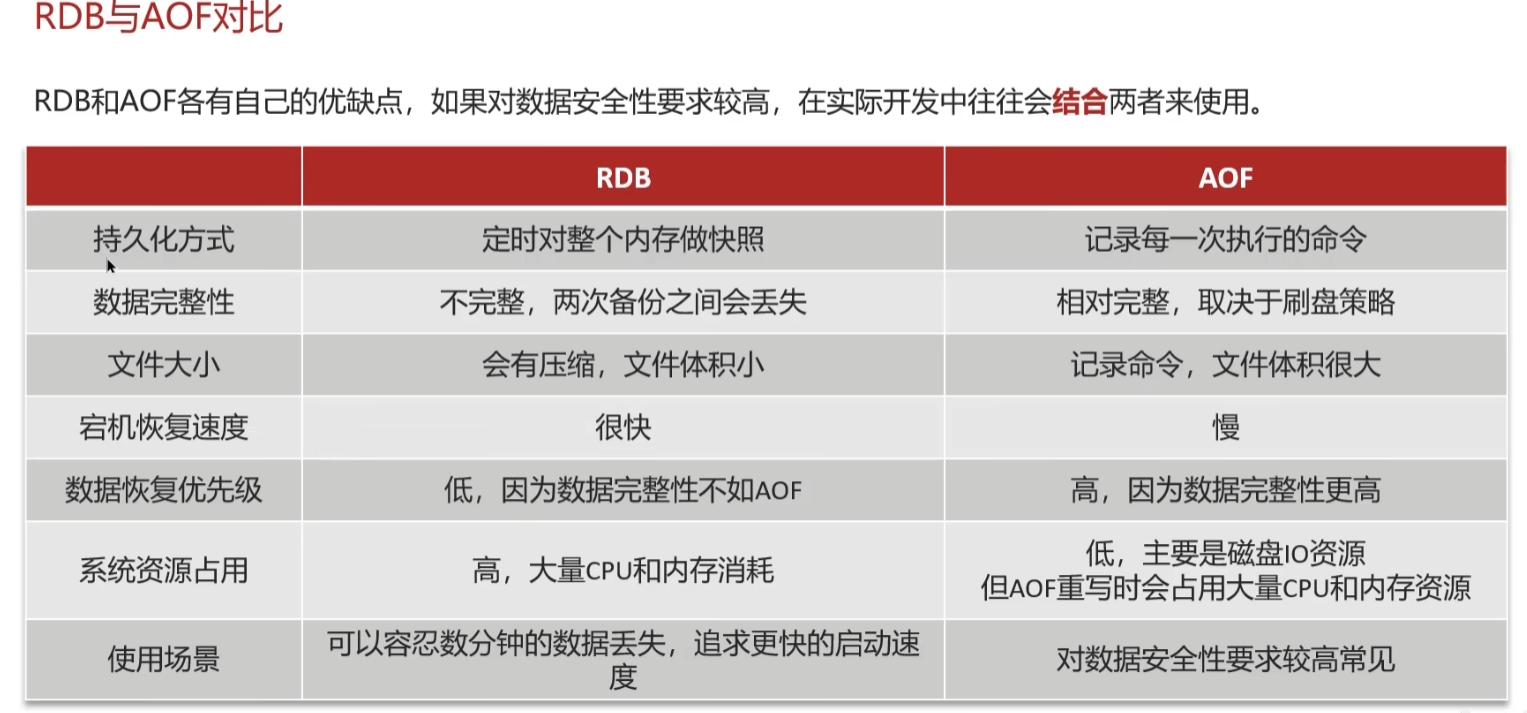 RDB与AOF对比
RDB和AOF各有自己的优缺点，如果对数据安全性要求较高，在实际开发中往往会结合两者来使用。
RDB AOF
持久化方式 定时对整个内存做快照 记录每一次执行的命令
数据完整性 不完整，两次备份之间会丢失 相对完整，取决于刷盘策略
文件大小 会有压缩，文件体积小 记录命令，文件体积很大
宕机恢复速度 很快 慢
数据恢复优先级 低，因为数据完整性不如AOF 高，因为数据完整性更高
系统资源占用 高，大量CPU和内存消耗 低，主要是磁盘IO资源
但AOF重写时会占用大量CPU和内存资源
使用场景 可以容忍数分钟的数据丢失，追求更快的启动速
度 对数据安全性要求较高常见